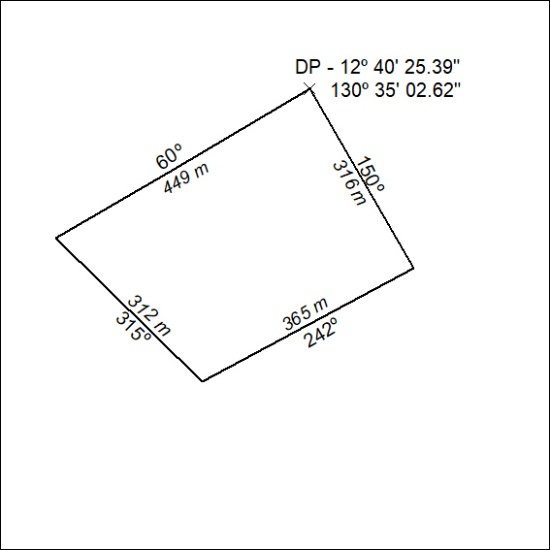 DP - 12º 40' 25.39"
130º 35' 02.62"
60º
449 m
150º
316 m
365 m
242º
312 m
315º